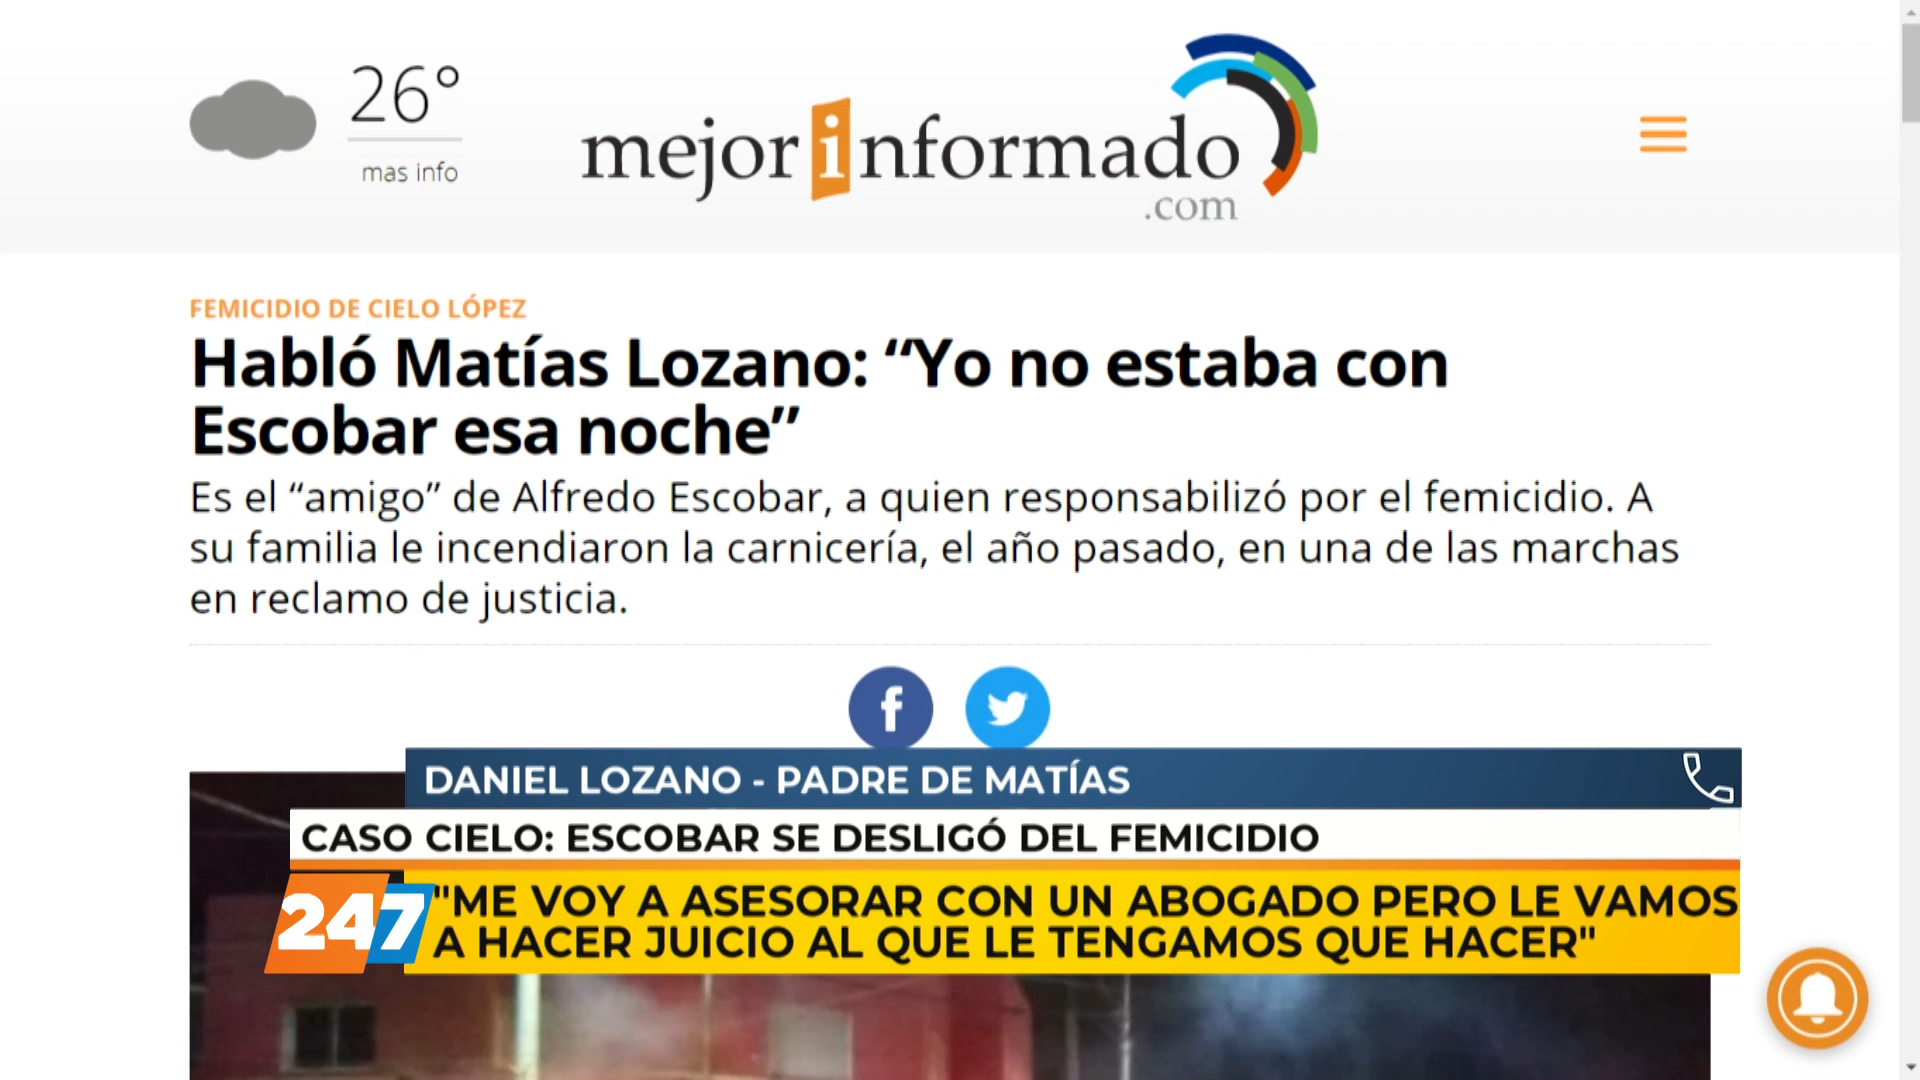 26°
mas info
mejorinformado
.com
FEMICIDIO DE CIELO LÓPEZ
Habló Matías Lozano: “Yo no estaba con
Escobar esa noche”
Es el “amigo” de Alfredo Escobar, a quien responsabilizó por el femicidio. A
su familia le incendiaron la carnicería, el año pasado, en una de las marchas
en reclamo de justicia.
DANIEL LOZANO - PADRE DE MATÍAS
CASO CIELO: ESCOBAR SE DESLIGÓ DEL FEMICIDIO
247
"ME VOY A ASESORAR CON UN ABOGADO PERO LE VAMOS
A HACER JUICIO AL QUE LE TENGAMOS QUE HACER"